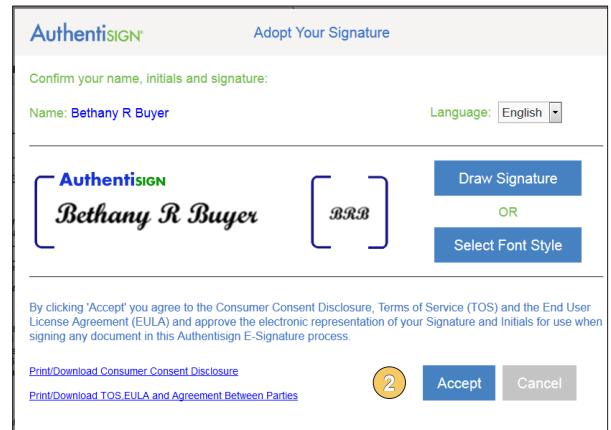 AuthentiSIGN® Adopt Your Signature
Confirm your name, initials and signature:
Name: Bethany R Buyer Language: English
AuthentiSIGN
Bethany R Buyer BRB
Draw Signature
OR
Select Font Style
By clicking 'Accept' you agree to the Consumer Consent Disclosure, Terms of Service (TOS) and the End User
License Agreement (EULA) and approve the electronic representation of your Signature and Initials for use when
signing any document in this Authentisign E-Signature process.
Print/Download Consumer Consent Disclosure
Print/Download TOS,EULA and Agreement Between Parties
2 Accept Cancel